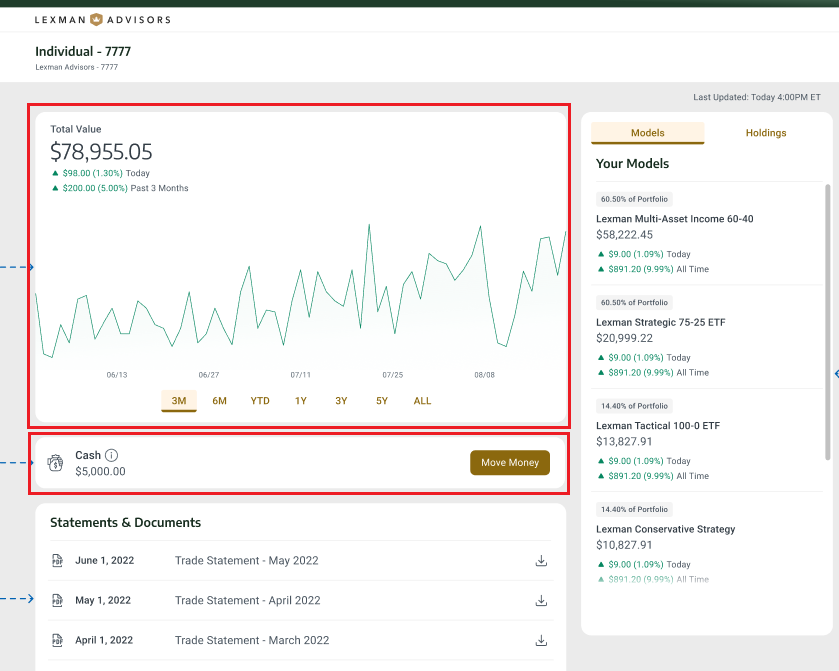 LEXMAN ADVISORS
Individual - 7777
Lexman Advisors - 7777
Last Updated: Today 4:00PM ET
Total Value
$78,955.05
$98.00 (1.30%) Today
$200.00 (5.00%) Past 3 Months
06/13 06/27 07/11 07/25 08/08
3M 6M YTD 1Y 3Y 5Y ALL
Cash
$5,000.00
Move Money
Statements & Documents
PDF June 1, 2022 Trade Statement - May 2022
PDF May 1, 2022 Trade Statement - April 2022
PDF April 1, 2022 Trade Statement - March 2022
Models Holdings
Your Models
60.50% of Portfolio
Lexman Multi-Asset Income 60-40
$58,222.45
$9.00 (1.09%) Today
$891.20 (9.99%) All Time
60.50% of Portfolio
Lexman Strategic 75-25 ETF
$20,999.22
$9.00 (1.09%) Today
$891.20 (9.99%) All Time
14.40% of Portfolio
Lexman Tactical 100-0 ETF
$13,827.91
$9.00 (1.09%) Today
$891.20 (9.99%) All Time
14.40% of Portfolio
Lexman Conservative Strategy
$10,827.91
$9.00 (1.09%) Today
$891.20 (9.99%) All Time